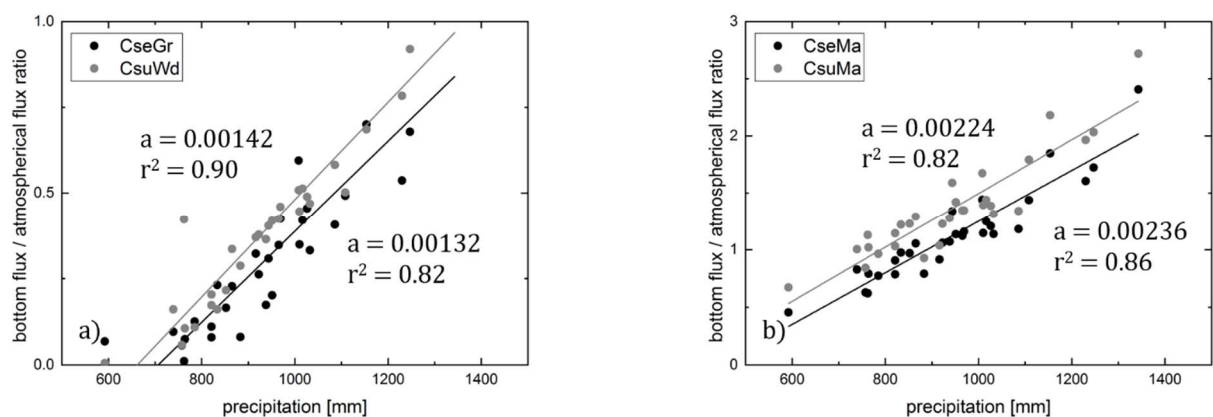 1.0
0.5
0.0
bottom flux / atmospherical flux ratio
CseGr
CsuWd
a = 0.00142
r² = 0.90
a = 0.00132
r² = 0.82
a)
600 800 1000 1200 1400
precipitation [mm]
3
2
1
0
bottom flux / atmospherical flux ratio
CseMa
CsuMa
a = 0.00224
r² = 0.82
a = 0.00236
r² = 0.86
b)
600 800 1000 1200 1400
precipitation [mm]